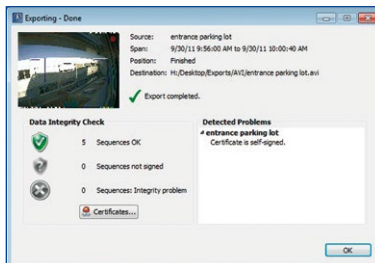 Exporting - Done
Source: entrance parking lot
Span: 9/30/11 9:56:00 AM to 9/30/11 10:00:40 AM
Position: Finished
Destination: H:/Desktop/Exports/AVI/entrance parking lot.avi
Export completed.
Data Integrity Check
5 Sequences OK
0 Sequences not signed
0 Sequences: Integrity problem
Certificates...
Detected Problems
entrance parking lot
Certificate is self-signed.
OK